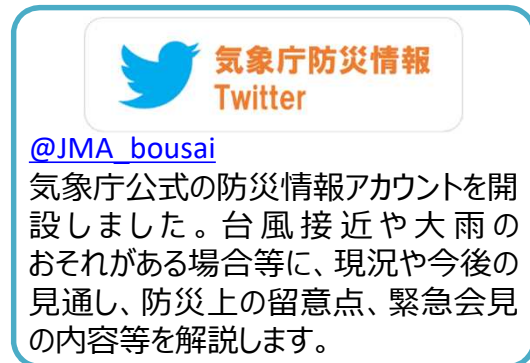 気象庁防災情報
Twitter
@JMA_bousai
気象庁公式の防災情報アカウントを開
設しました。台風接近や大雨の
おそれがある場合等に、現況や今後の
見通し、防災上の留意点、緊急会見
の内容等を解説します。